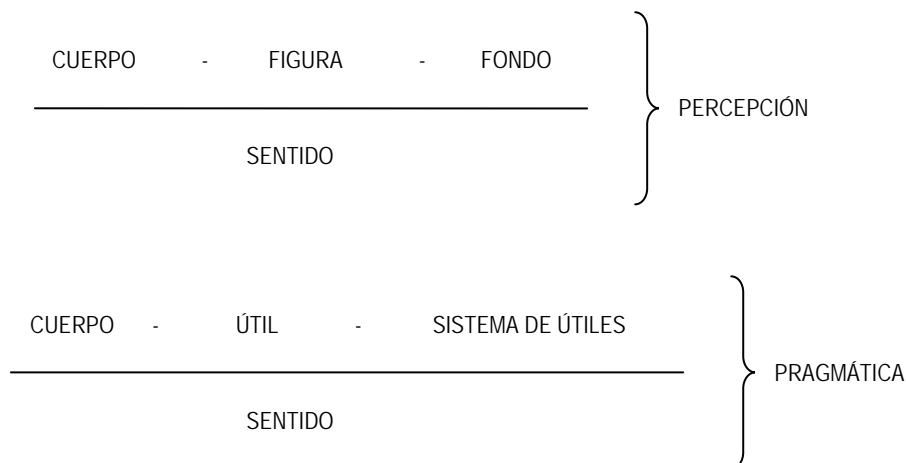 CUERPO - FIGURA - FONDO
PERCEPCIÓN
SENTIDO
CUERPO - ÚTIL - SISTEMA DE ÚTILES
PRAGMÁTICA
SENTIDO